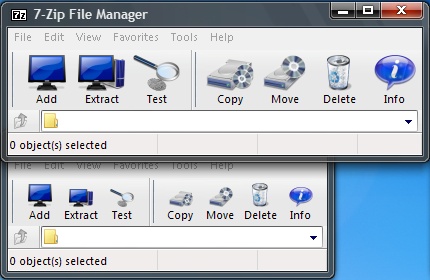 7-Zip File Manager
File Edit View Favorites Tools Help
Add Extract Test Copy Move Delete Info
0 object(s) selected
File Edit View Favorites Tools Help
Add Extract Test Copy Move Delete Info
0 object(s) selected